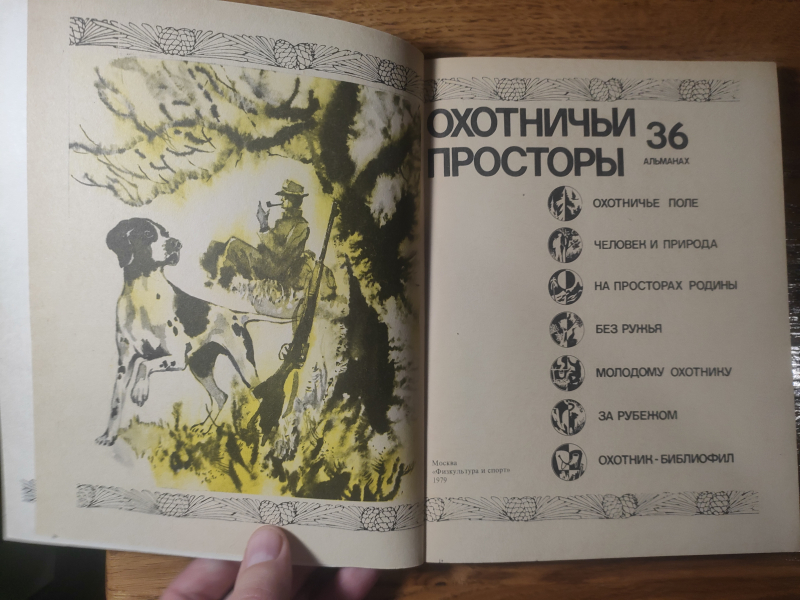 ОХОТНИЧЬИ
ПРОСТОРЫ
36
АЛЬМАНАХ
ОХОТНИЧЬЕ ПОЛЕ
ЧЕЛОВЕК И ПРИРОДА
НА ПРОСТОРАХ РОДИНЫ
БЕЗ РУЖЬЯ
МОЛОДОМУ ОХОТНИКУ
ЗА РУБЕЖОМ
ОХОТНИК-БИБЛИОФИЛ
Москва
«Физкультура и спорт»
1979